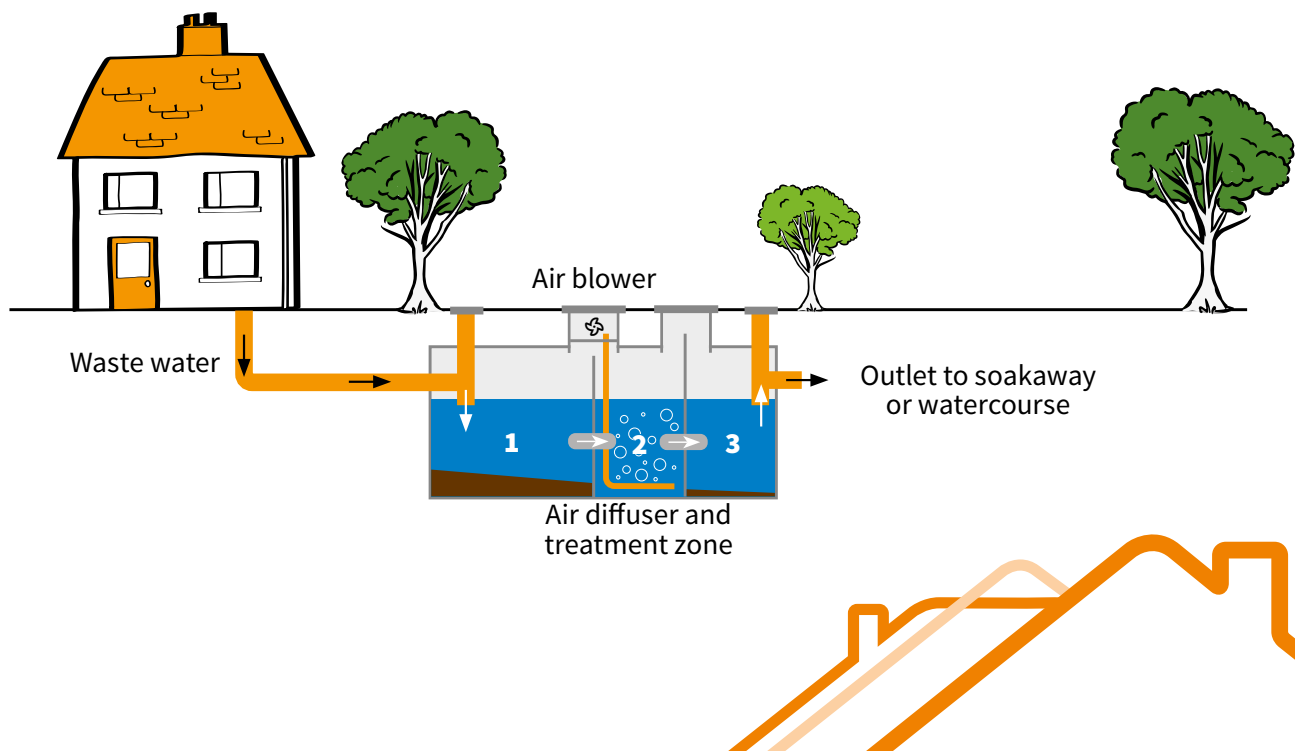 Air blower
Waste water
Outlet to soakaway
or watercourse
1
2
3
Air diffuser and
treatment zone